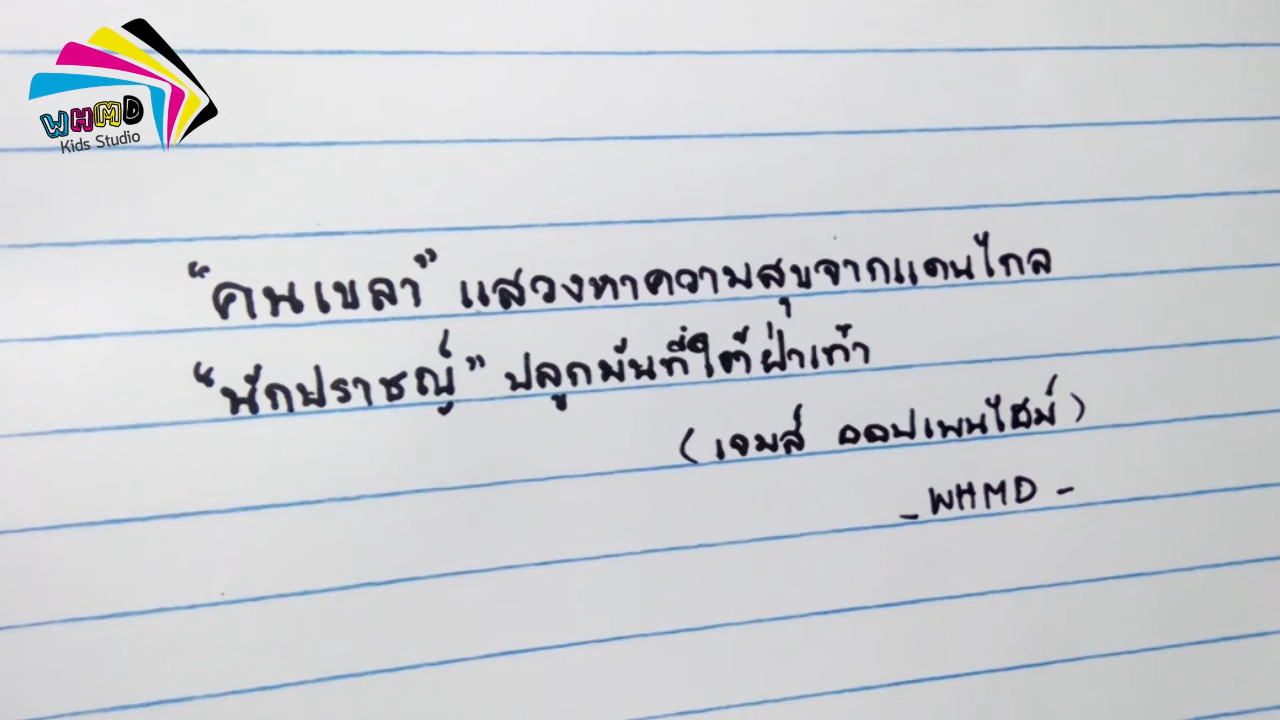 WHMD
Kids Studio
“คนเขลา” แสวงหาความสุขจากแดนไกล
“นักปราชญ์” ปลูกมันที่ใต้ฝ่าเท้า
(เจมส์ ออปเพนไฮม์)
- WHMD -